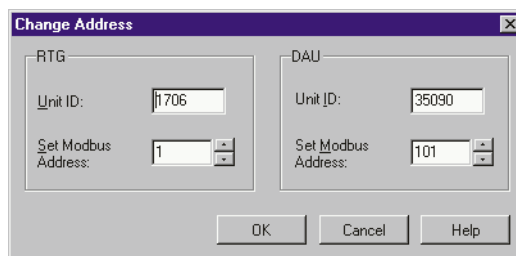 Change Address
RTG
Unit ID: 1706
Set Modbus Address: 1
DAU
Unit ID: 35090
Set Modbus Address: 101
OK Cancel Help